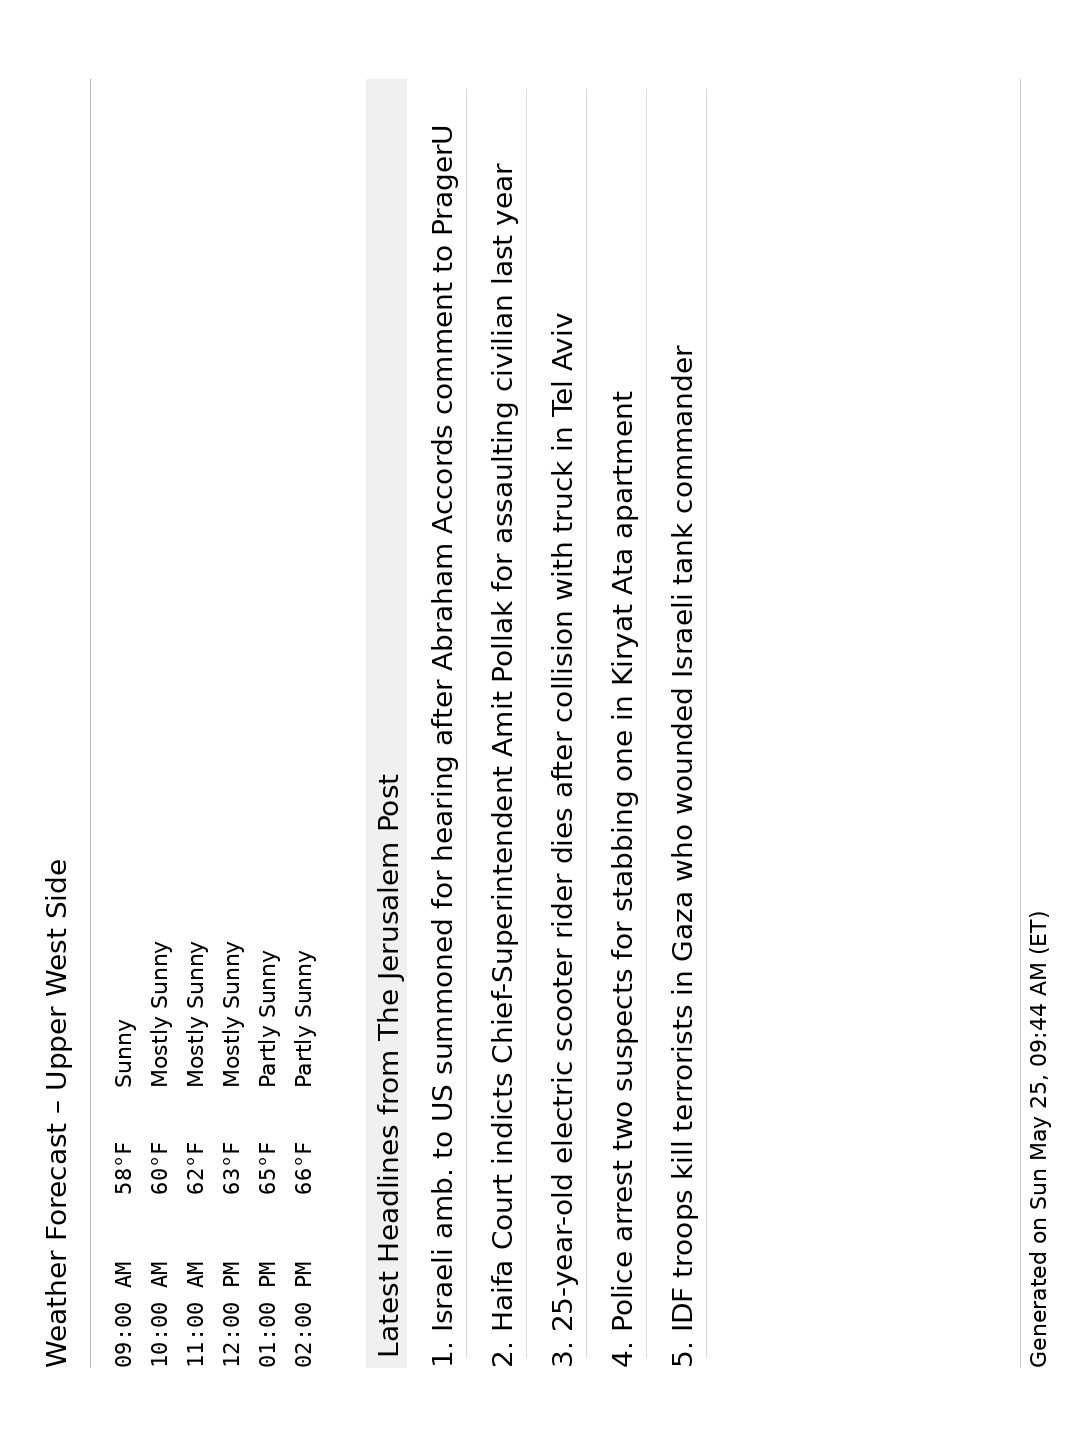 Weather Forecast – Upper West Side
09:00 AM 58°F Sunny
10:00 AM 60°F Mostly Sunny
11:00 AM 62°F Mostly Sunny
12:00 PM 63°F Mostly Sunny
01:00 PM 65°F Partly Sunny
02:00 PM 66°F Partly Sunny
Latest Headlines from The Jerusalem Post
1. Israeli amb. to US summoned for hearing after Abraham Accords comment to PragerU
2. Haifa Court indicts Chief-Superintendent Amit Pollak for assaulting civilian last year
3. 25-year-old electric scooter rider dies after collision with truck in Tel Aviv
4. Police arrest two suspects for stabbing one in Kiryat Ata apartment
5. IDF troops kill terrorists in Gaza who wounded Israeli tank commander
Generated on Sun May 25, 09:44 AM (ET)